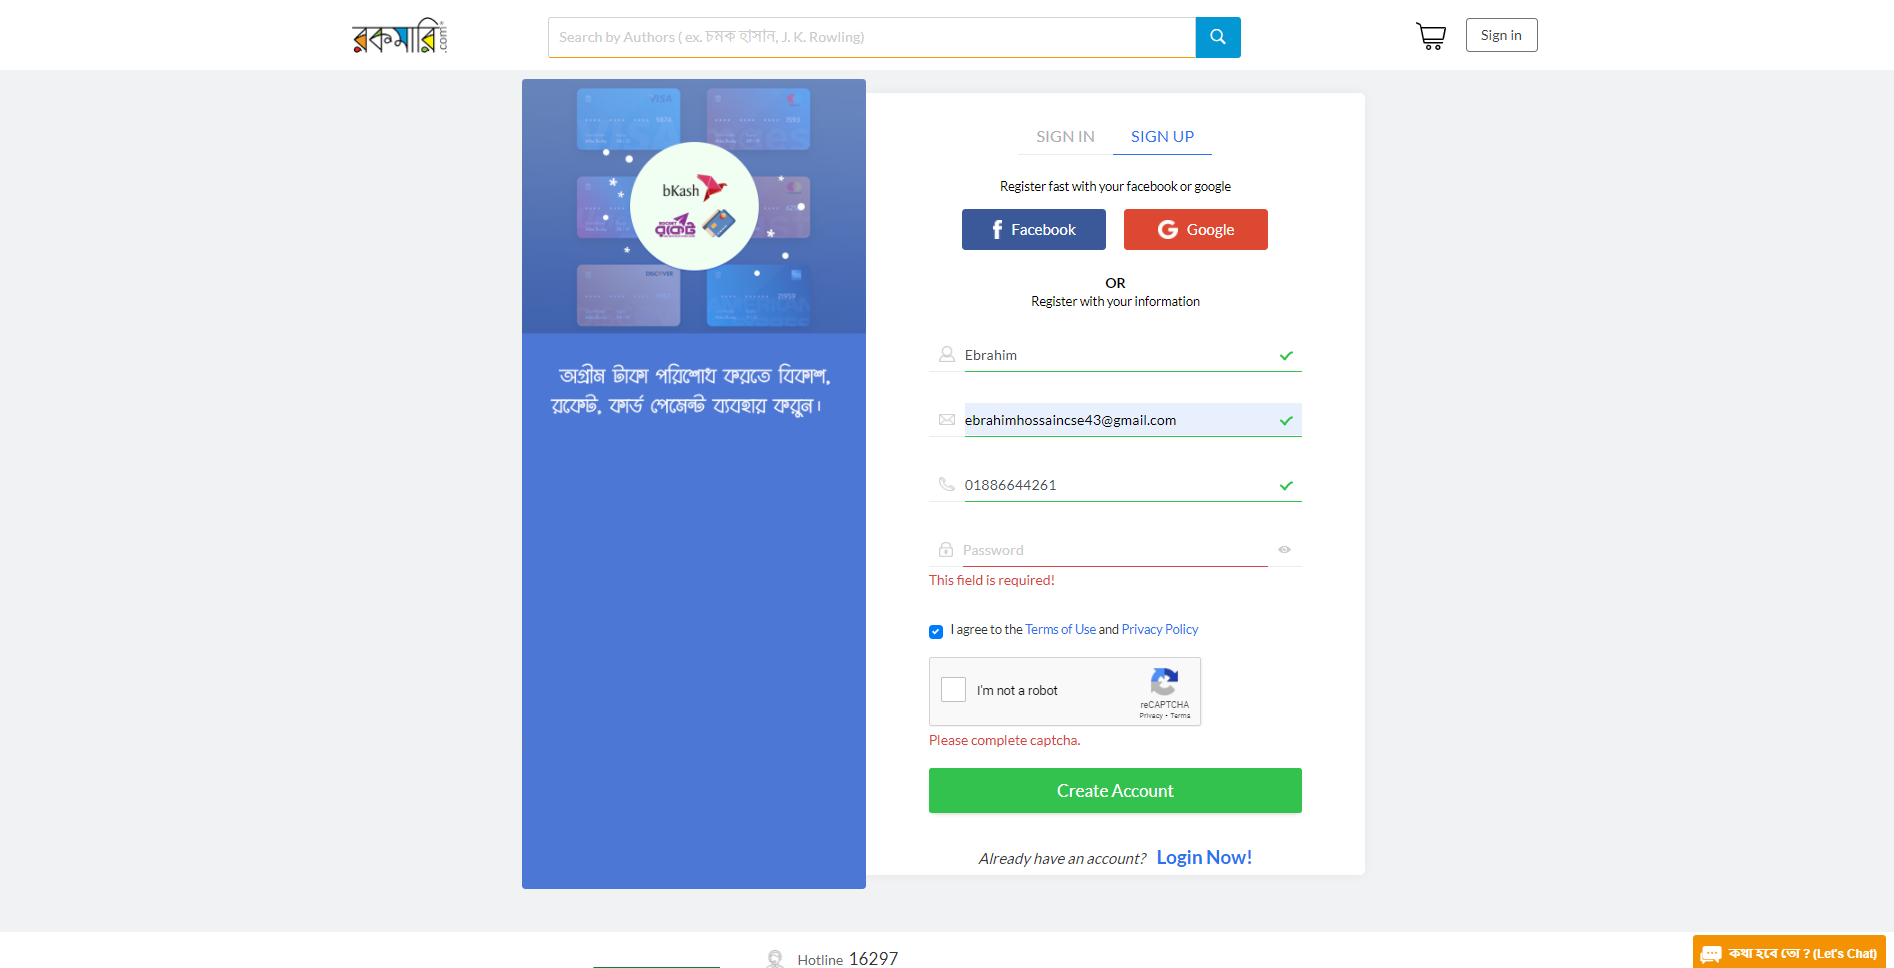 রকমারি.com
Search by Authors ( ex. চমক হাসান, J. K. Rowling)
Sign in
VISA
bKash
ROCKET
রকেট
DISCOVER
অগ্রীম টাকা পরিশোধ করতে বিকাশ,
রকেট, কার্ড পেমেন্ট ব্যবহার করুন।
SIGN IN SIGN UP
Register fast with your facebook or google
Facebook Google
OR
Register with your information
Ebrahim
ebrahimhossaincse43@gmail.com
01886644261
Password
This field is required!
I agree to the Terms of Use and Privacy Policy
I'm not a robot
reCAPTCHA
Privacy - Terms
Please complete captcha.
Create Account
Already have an account? Login Now!
Hotline 16297
কথা হবে তো ? (Let's Chat)